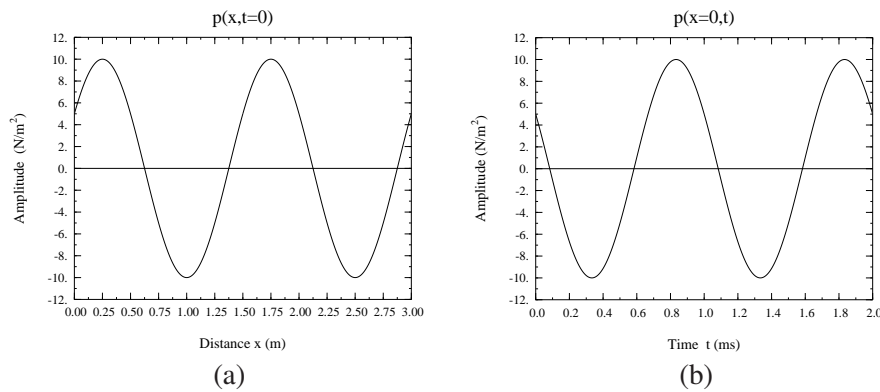 p(x,t=0)
12.
10.
8.
6.
4.
2.
0.
-2.
-4.
-6.
-8.
-10.
-12.
Amplitude (N/m²)
0.00 0.25 0.50 0.75 1.00 1.25 1.50 1.75 2.00 2.25 2.50 2.75 3.00
Distance x (m)
(a)
p(x=0,t)
12.
10.
8.
6.
4.
2.
0.
-2.
-4.
-6.
-8.
-10.
-12.
Amplitude (N/m²)
0.0 0.2 0.4 0.6 0.8 1.0 1.2 1.4 1.6 1.8 2.0
Time t (ms)
(b)